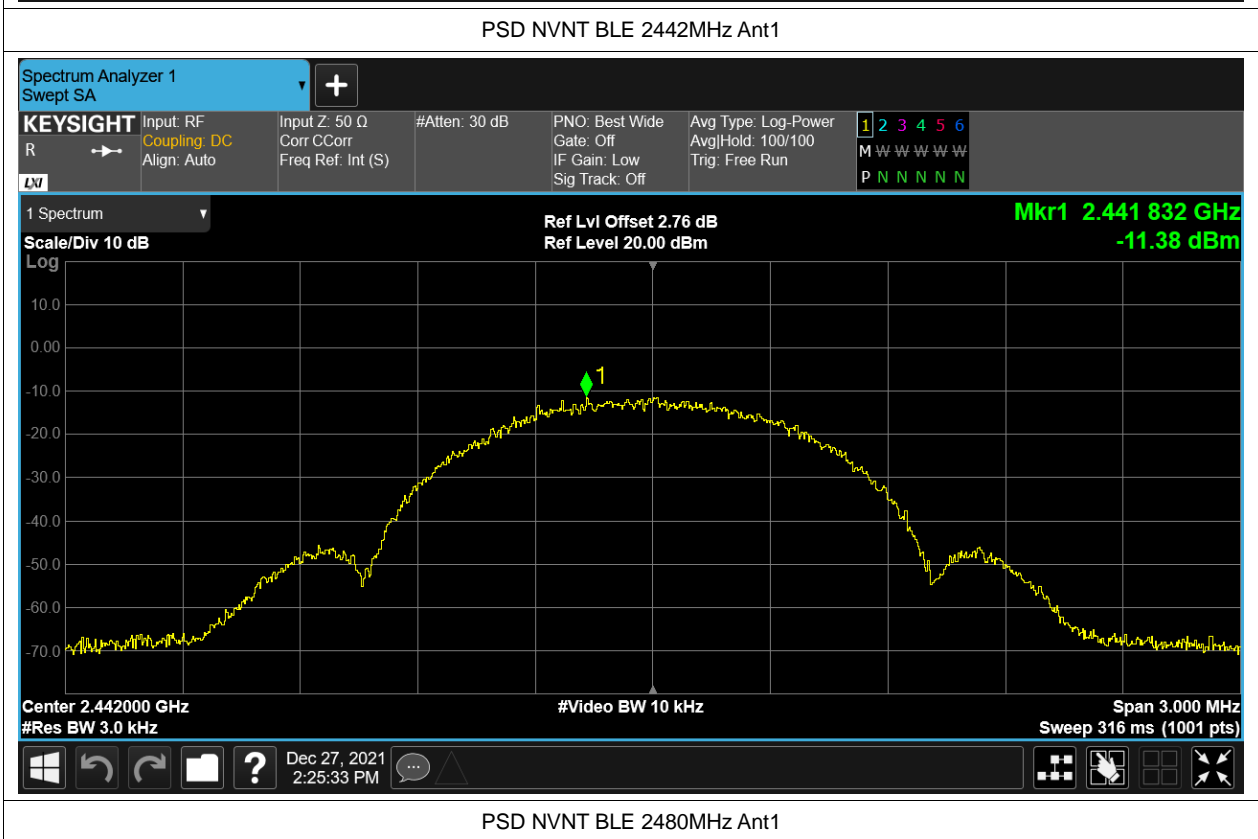 PSD NVNT BLE 2442MHz Ant1
Spectrum Analyzer 1
Swept SA
KEYSIGHT
R
LXI
Input: RF
Coupling: DC
Align: Auto
Input Z: 50 Ω
Corr CCorr
Freq Ref: Int (S)
#Atten: 30 dB
PNO: Best Wide
Gate: Off
IF Gain: Low
Sig Track: Off
Avg Type: Log-Power
Avg|Hold: 100/100
Trig: Free Run
1 2 3 4 5 6
M W W W W W
P N N N N N
1 Spectrum
Scale/Div 10 dB
Log
Ref Lvl Offset 2.76 dB
Ref Level 20.00 dBm
Mkr1 2.441 832 GHz
-11.38 dBm
10.0
0.00
-10.0
-20.0
-30.0
-40.0
-50.0
-60.0
-70.0
1
Center 2.442000 GHz
#Video BW 10 kHz
Span 3.000 MHz
#Res BW 3.0 kHz
Sweep 316 ms (1001 pts)
?
Dec 27, 2021
2:25:33 PM
PSD NVNT BLE 2480MHz Ant1